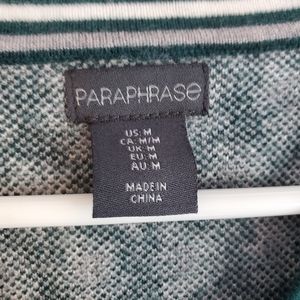 PARAPHRASE
US: M
CA: M/M
UK: M
EU: M
AU: M
MADE IN
CHINA